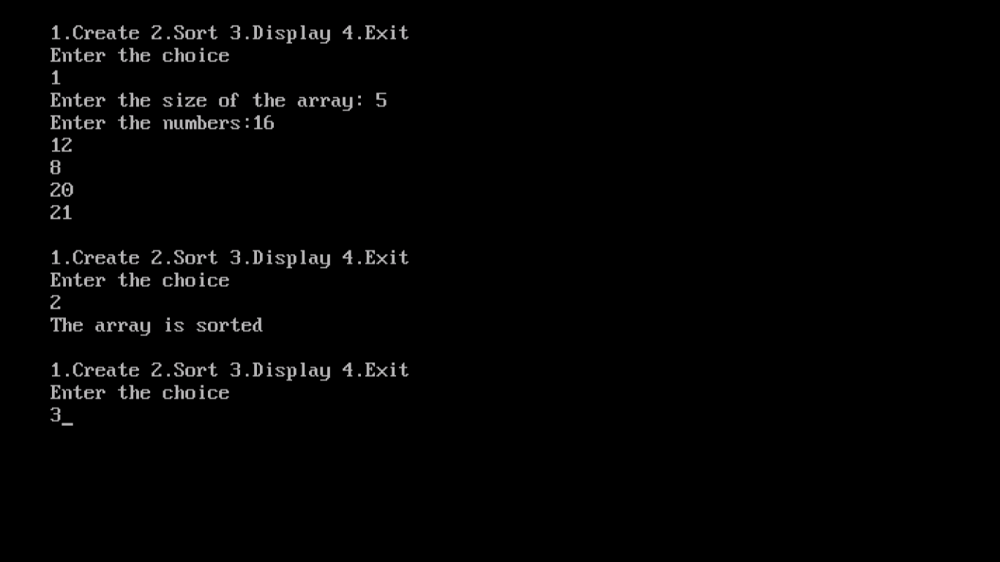 1.Create 2.Sort 3.Display 4.Exit
Enter the choice
1
Enter the size of the array: 5
Enter the numbers:16
12
8
20
21
1.Create 2.Sort 3.Display 4.Exit
Enter the choice
2
The array is sorted
1.Create 2.Sort 3.Display 4.Exit
Enter the choice
3_